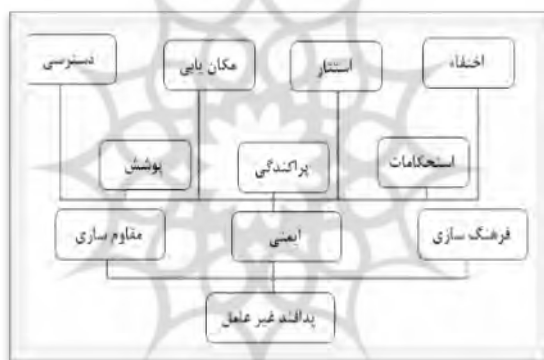 اختفاء
استتار
مکان یابی
دسترسی
استحکامات
پراکندگی
پوشش
فرهنگ سازی
ایمنی
مقاوم سازی
پدافند غیر عامل